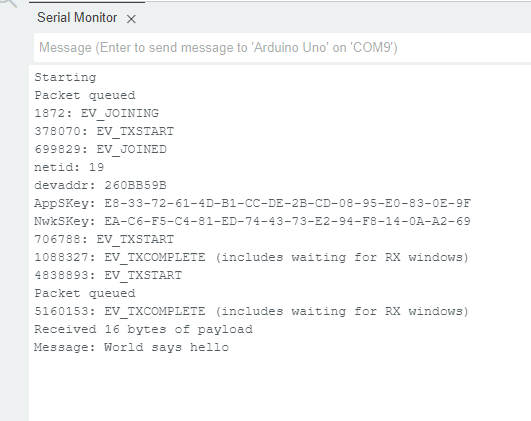 Serial Monitor ×
Message (Enter to send message to 'Arduino Uno' on 'COM9')
Starting
Packet queued
1872: EV_JOINING
378070: EV_TXSTART
699829: EV_JOINED
netid: 19
devaddr: 260BB59B
AppSKey: E8-33-72-61-4D-B1-CC-DE-2B-CD-08-95-E0-83-0E-9F
NwkSKey: EA-C6-F5-C4-81-ED-74-43-73-E2-94-F8-14-0A-A2-69
706788: EV_TXSTART
1088327: EV_TXCOMPLETE (includes waiting for RX windows)
4838893: EV_TXSTART
Packet queued
5160153: EV_TXCOMPLETE (includes waiting for RX windows)
Received 16 bytes of payload
Message: World says hello